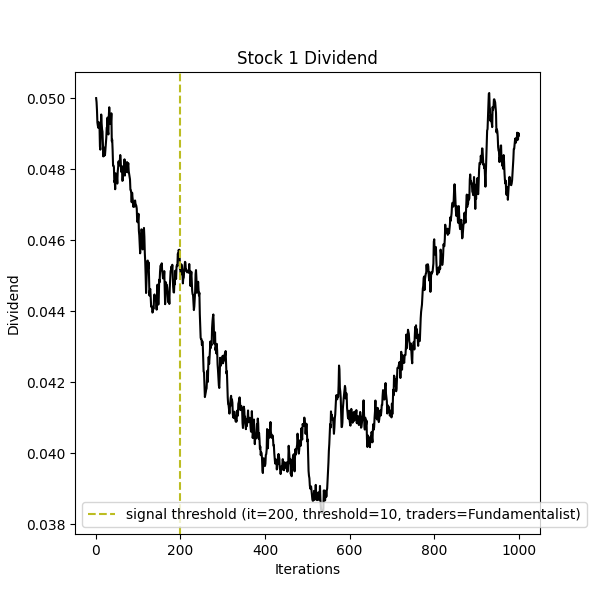 Stock 1 Dividend
Dividend
0.050
0.048
0.046
0.044
0.042
0.040
0.038
signal threshold (it=200, threshold=10, traders=Fundamentalist)
0 200 400 600 800 1000
Iterations